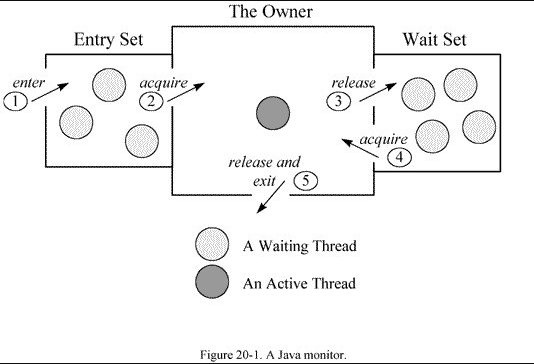 The Owner
Entry Set
Wait Set
enter
1
acquire
2
release
3
acquire
4
release and
exit
5
A Waiting Thread
An Active Thread
Figure 20-1. A Java monitor.